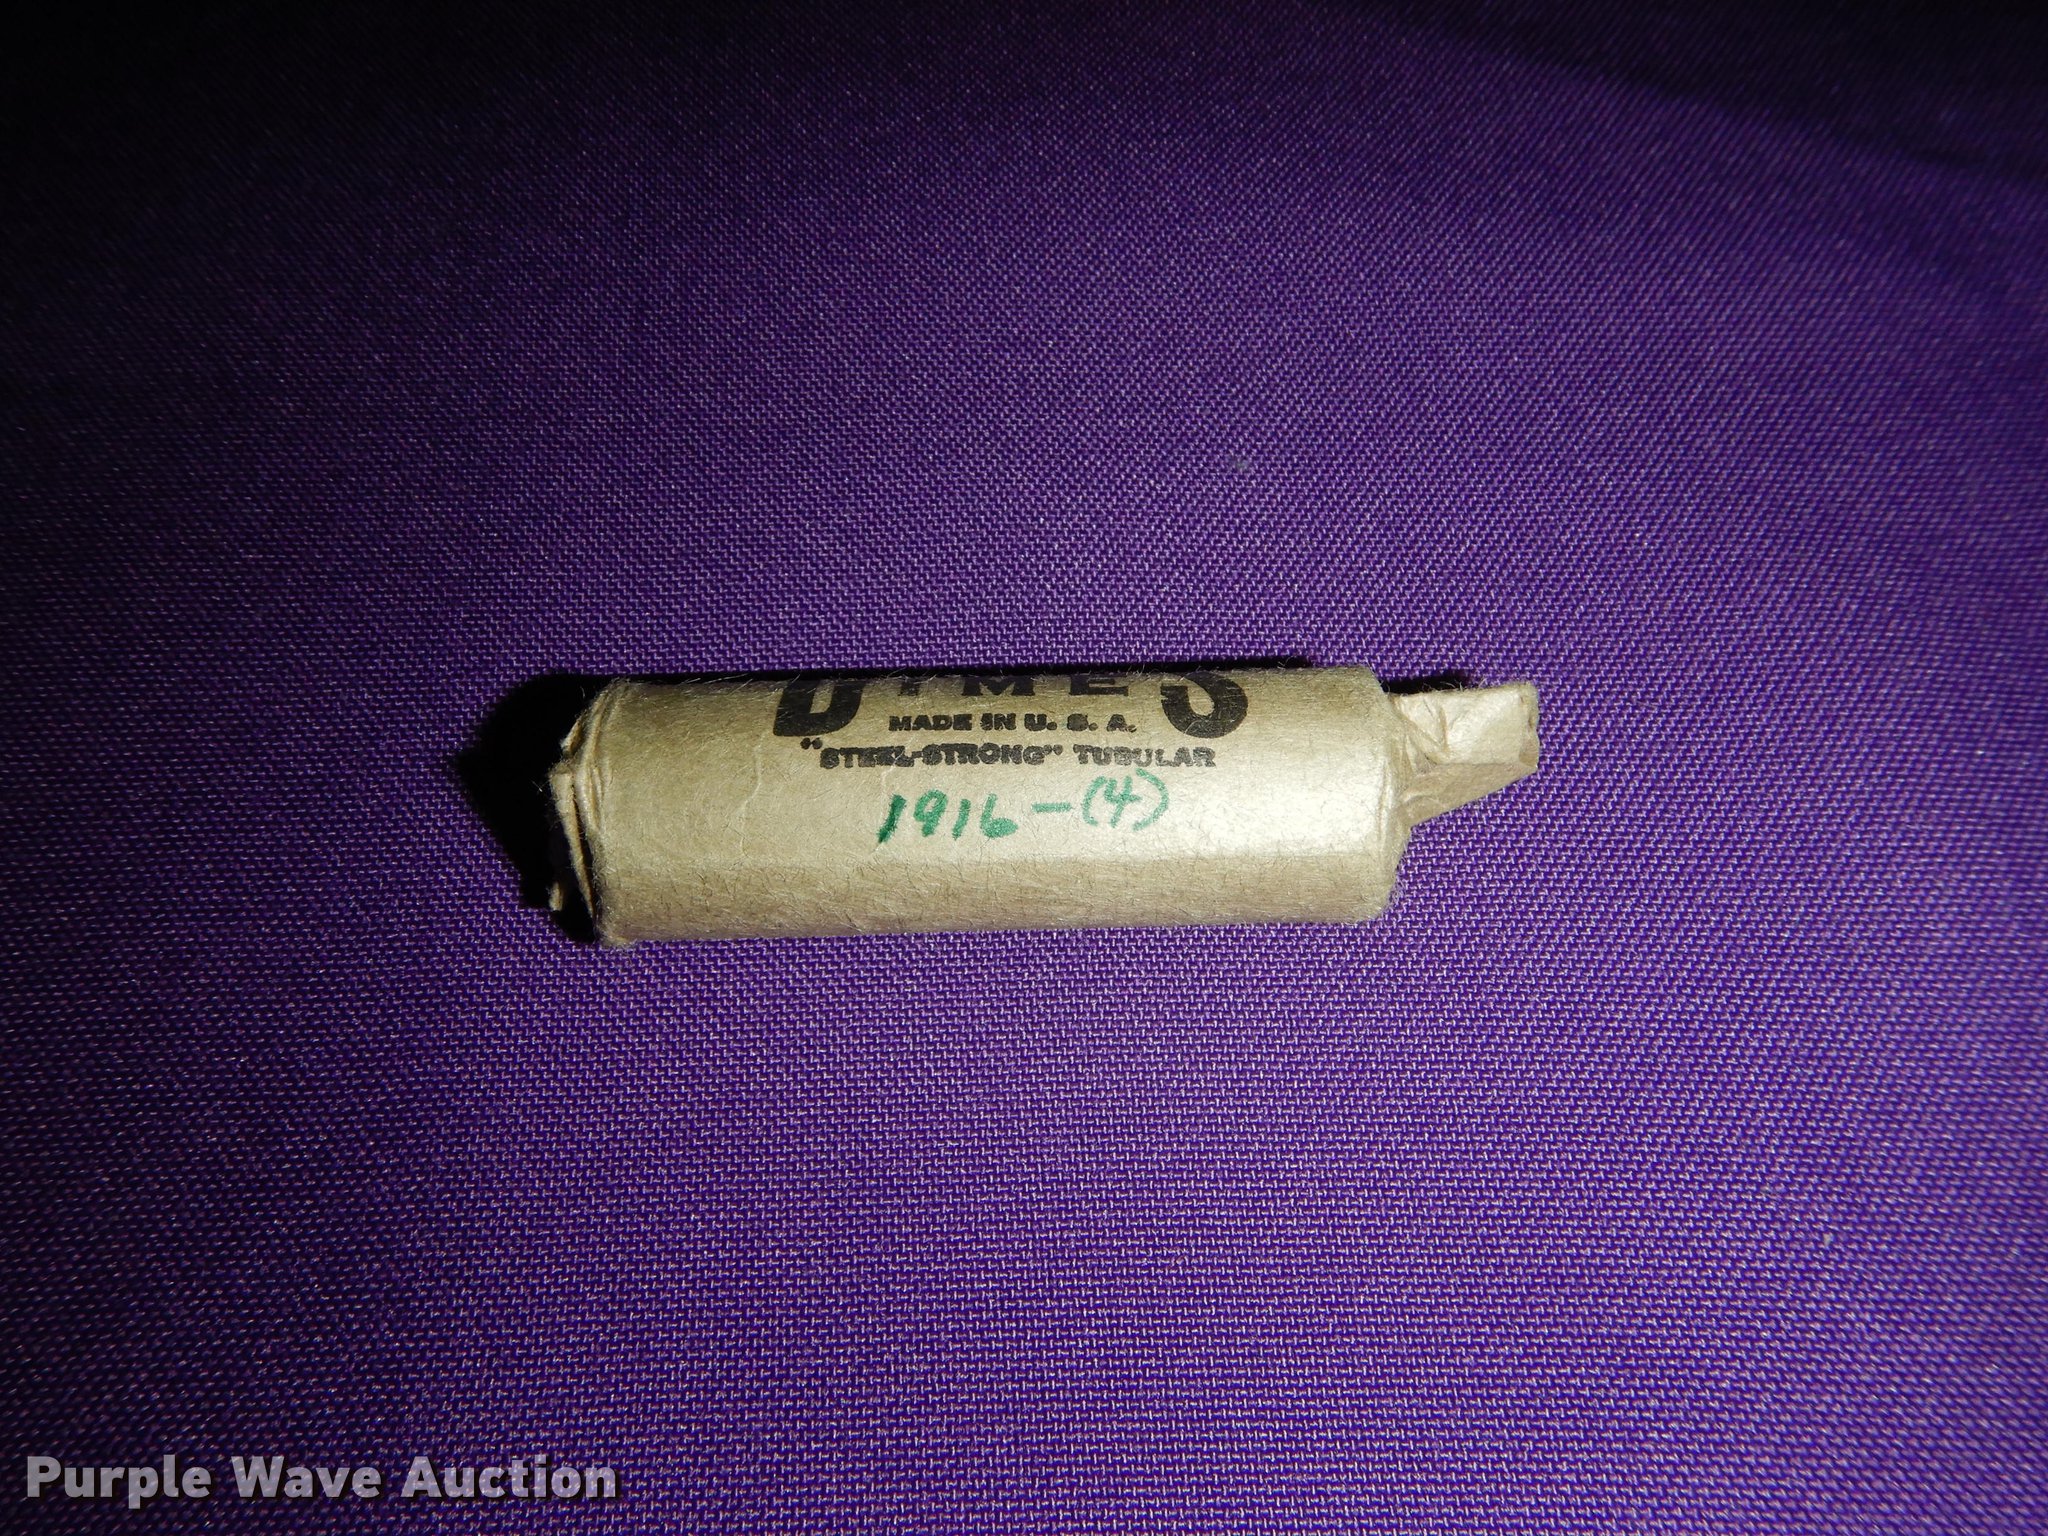 DIMES
MADE IN U. S. A.
"STEEL-STRONG" TUBULAR
1916-(4)
Purple Wave Auction